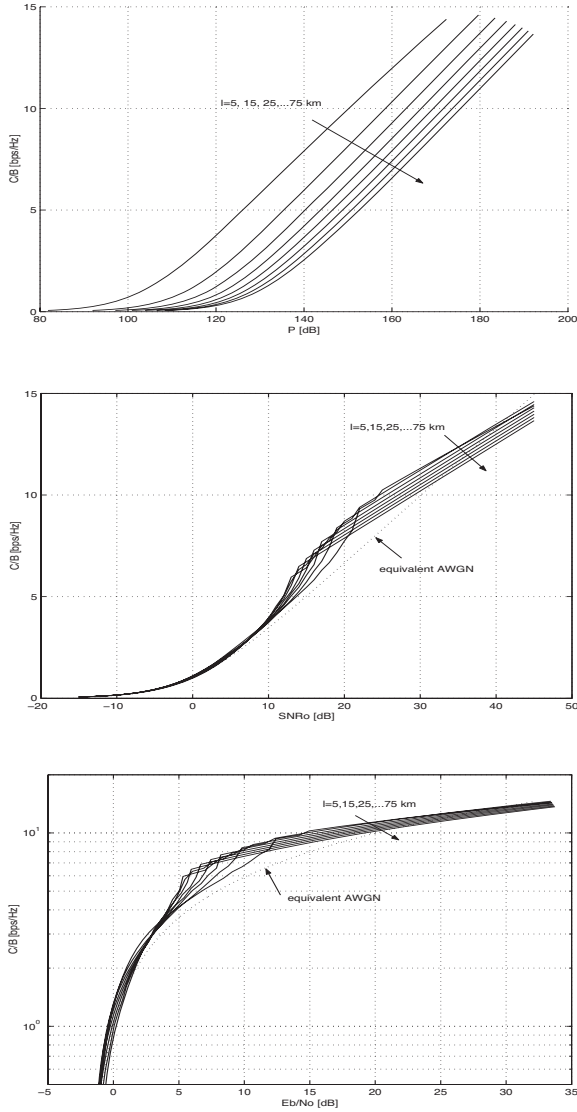 15
10
5
0
C/B [bps/Hz]
l=5, 15, 25,...75 km
80 100 120 140 160 180 200
P [dB]
15
10
5
0
C/B [bps/Hz]
l=5,15,25,...75 km
equivalent AWGN
−20 −10 0 10 20 30 40 50
SNRo [dB]
10^1
10^0
C/B [bps/Hz]
l=5,15,25,...75 km
equivalent AWGN
−5 0 5 10 15 20 25 30 35
Eb/No [dB]